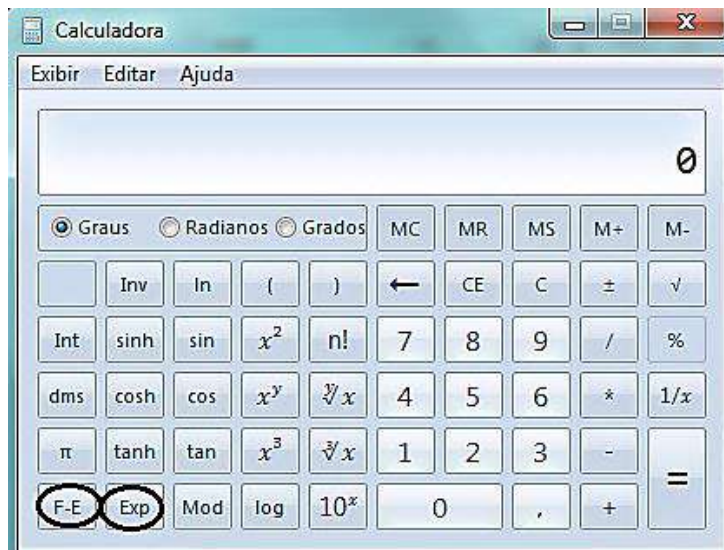 Calculadora
Exibir Editar Ajuda
0
Graus Radianos Grados MC MR MS M+ M-
Inv ln ( ) ← CE C ± √
Int sinh sin x² n! 7 8 9 / %
dms cosh cos xʸ ʸ√x 4 5 6 * 1/x
π tanh tan x³ ³√x 1 2 3 - =
F-E Exp Mod log 10ˣ 0 , +